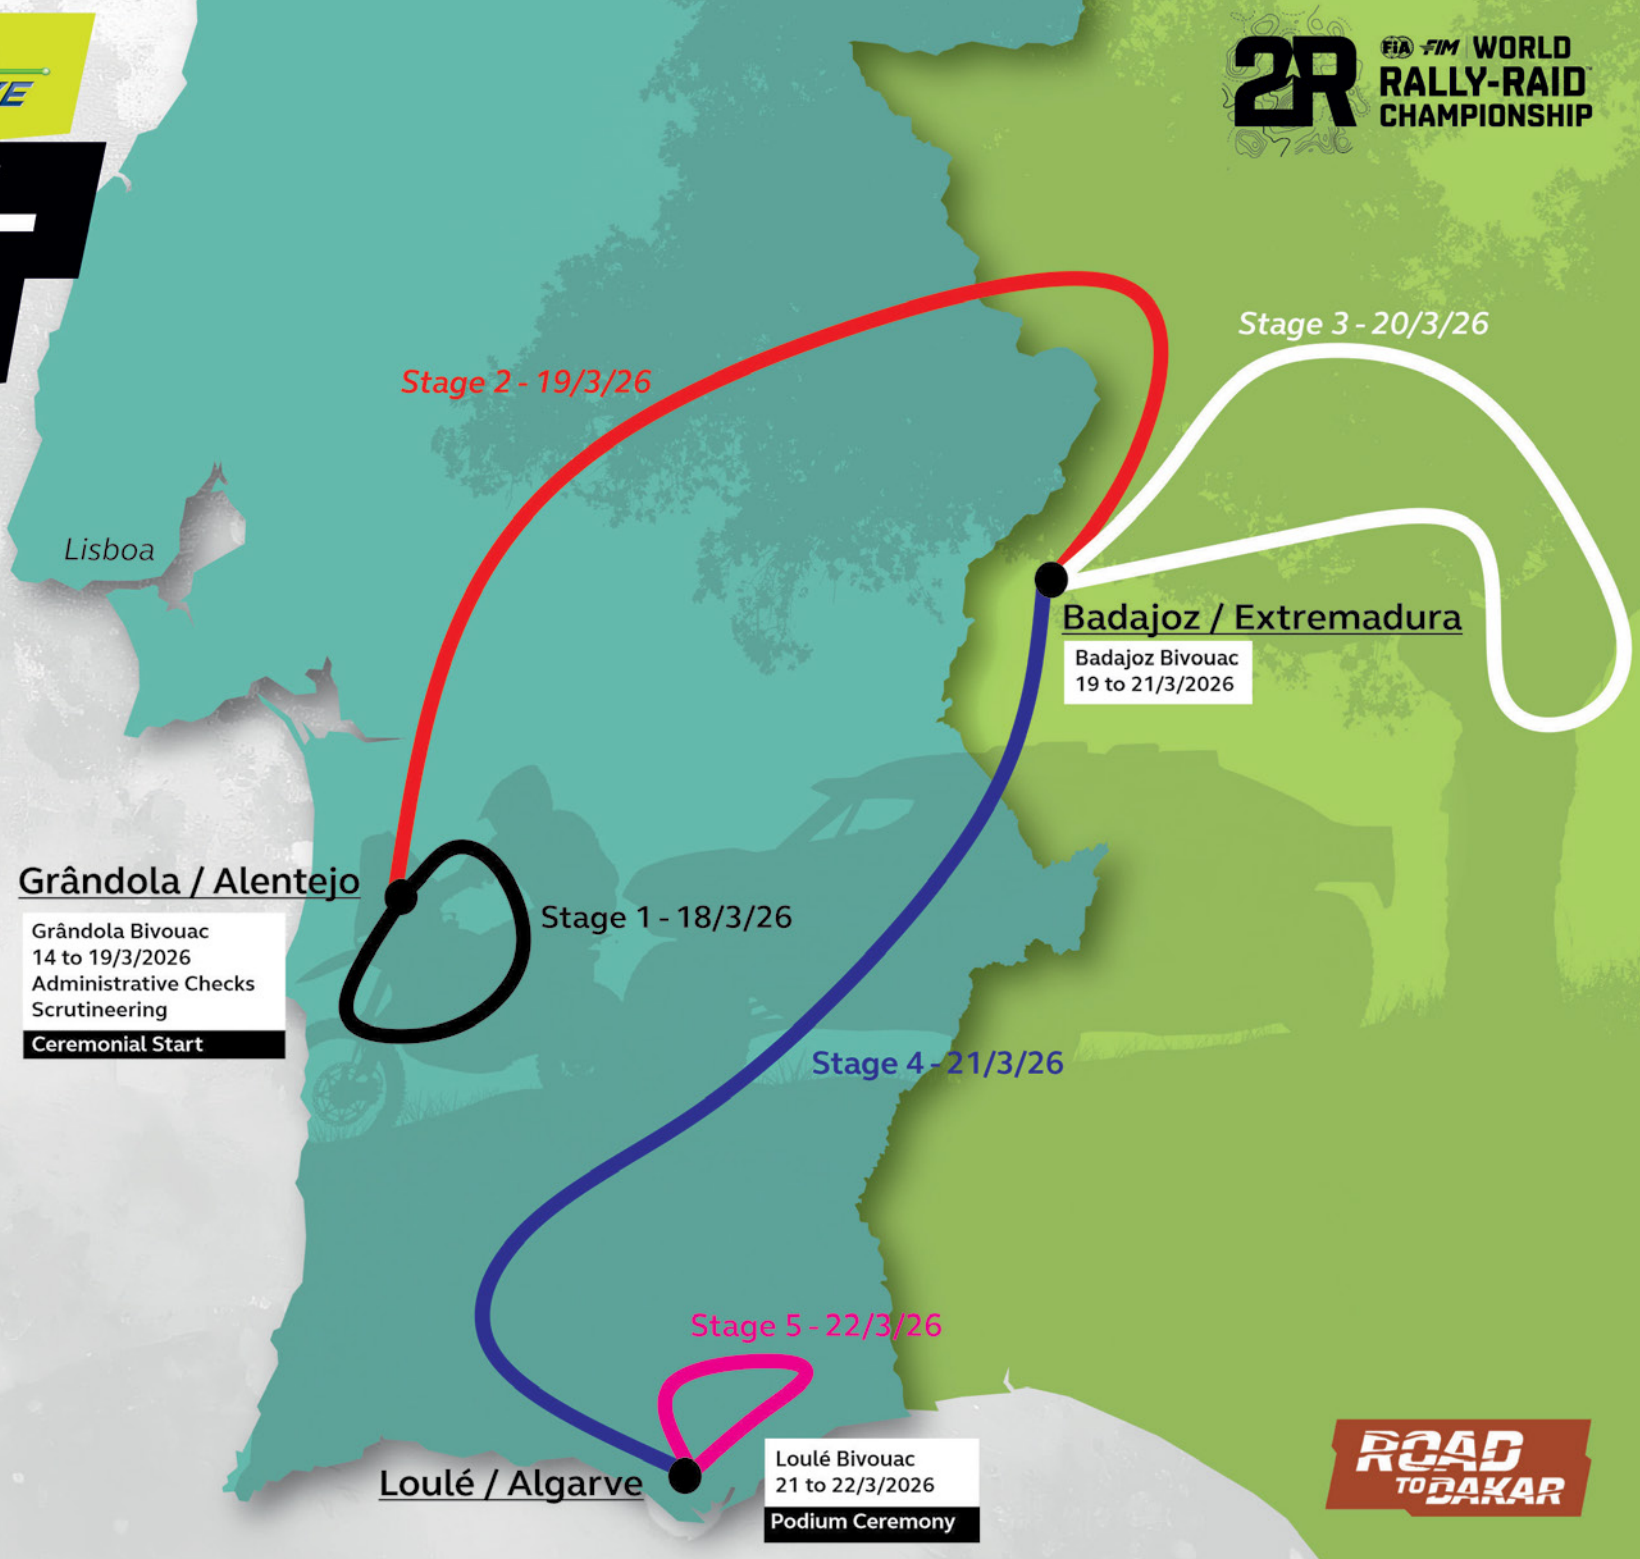 2R
FIA FIM WORLD
RALLY-RAID
CHAMPIONSHIP
Stage 3 - 20/3/26
Stage 2 - 19/3/26
Lisboa
Badajoz / Extremadura
Badajoz Bivouac
19 to 21/3/2026
Grândola / Alentejo
Grândola Bivouac
14 to 19/3/2026
Administrative Checks
Scrutineering
Ceremonial Start
Stage 1 - 18/3/26
Stage 4 - 21/3/26
Stage 5 - 22/3/26
Loulé / Algarve
Loulé Bivouac
21 to 22/3/2026
Podium Ceremony
ROAD
TO DAKAR